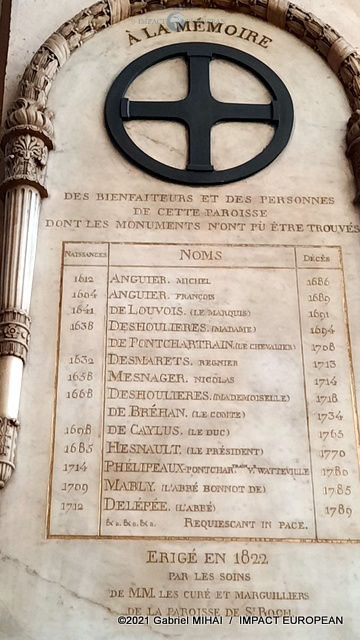 À LA MÉMOIRE
DES BIENFAITEURS ET DES PERSONNES
DE CETTE PAROISSE
DONT LES MONUMENTS N'ONT PÛ ÊTRE TROUVÉS
NAISSANCES NOMS DÉCÈS
1612 ANGUIER. MICHEL 1686
1604 ANGUIER. FRANÇOIS 1689
1641 DE LOUVOIS. (LE MARQUIS) 1691
1638 DESHOULIERES. (MADAME) 1694
DE PONTCHARTRAIN. (LE CHEVALIER) 1708
1632 DESMARETS. REGNIER 1713
1658 MESNAGER. NICOLAS 1714
1668 DESHOULIERES. (MADEMOISELLE) 1718
DE BRÉHAN. (LE COMTE) 1734
1698 DE CAYLUS. (LE DUC) 1765
1685 HESNAULT. (LE PRÉSIDENT) 1770
1714 PHÉLIPEAUX-PONTCHARTRAIN Vᵉ WATTEVILLE 1780
1709 MABLY. (L'ABBÉ BONNOT DE) 1785
1712 DELÉPÉE. (L'ABBÉ) 1789
&a. &a. &a. REQUIESCANT IN PACE.
ERIGÉ EN 1822
PAR LES SOINS
DE MM. LES CURÉ ET MARGUILLIERS
DE LA PAROISSE DE ST ROCH
©2021 Gabriel MIHAI / IMPACT EUROPEAN